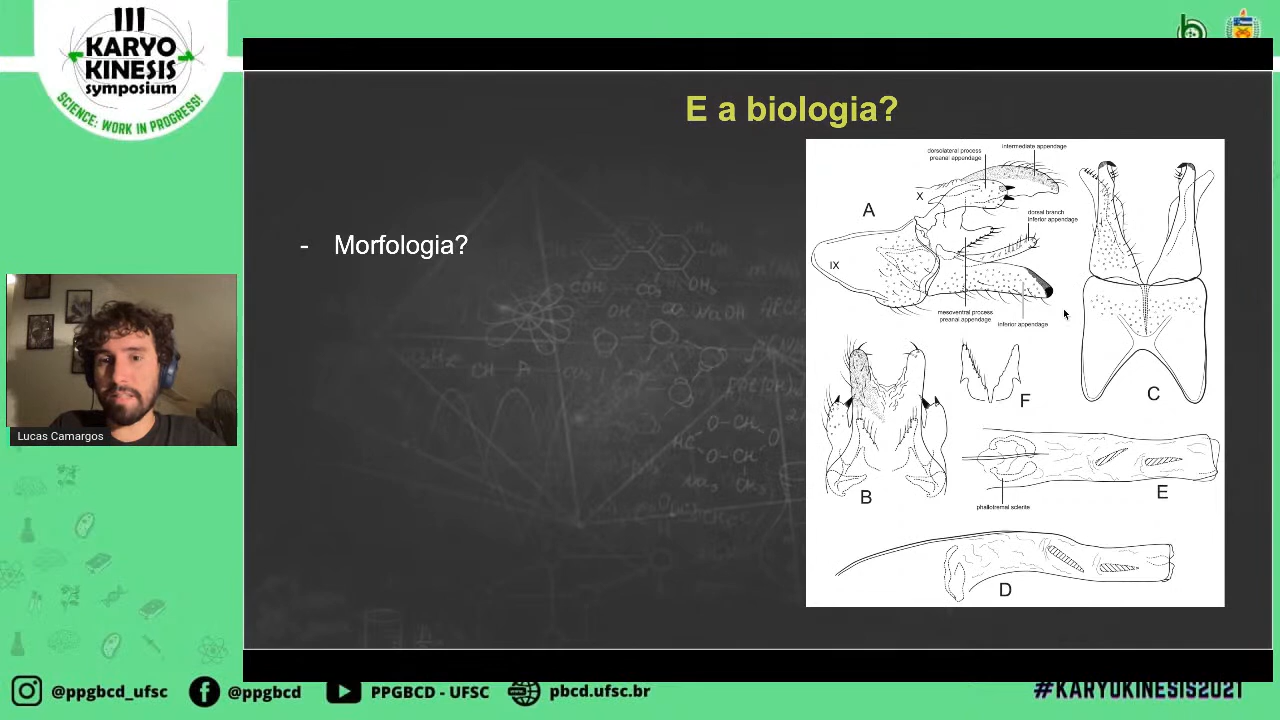 III
KARYO
KINESIS
symposium
SCIENCE: WORK IN PROGRESS!
E a biologia?
- Morfologia?
dorsolateral process
preanal appendage
intermediate appendage
X
A
dorsal branch
inferior appendage
IX
mesoventral process
preanal appendage
inferior appendage
C
F
B
E
phallotremal sclerite
D
Lucas Camargos
@ppgbcd_ufsc
@ppgbcd
PPGBCD - UFSC
pbcd.ufsc.br
#KARYOKINESIS2021